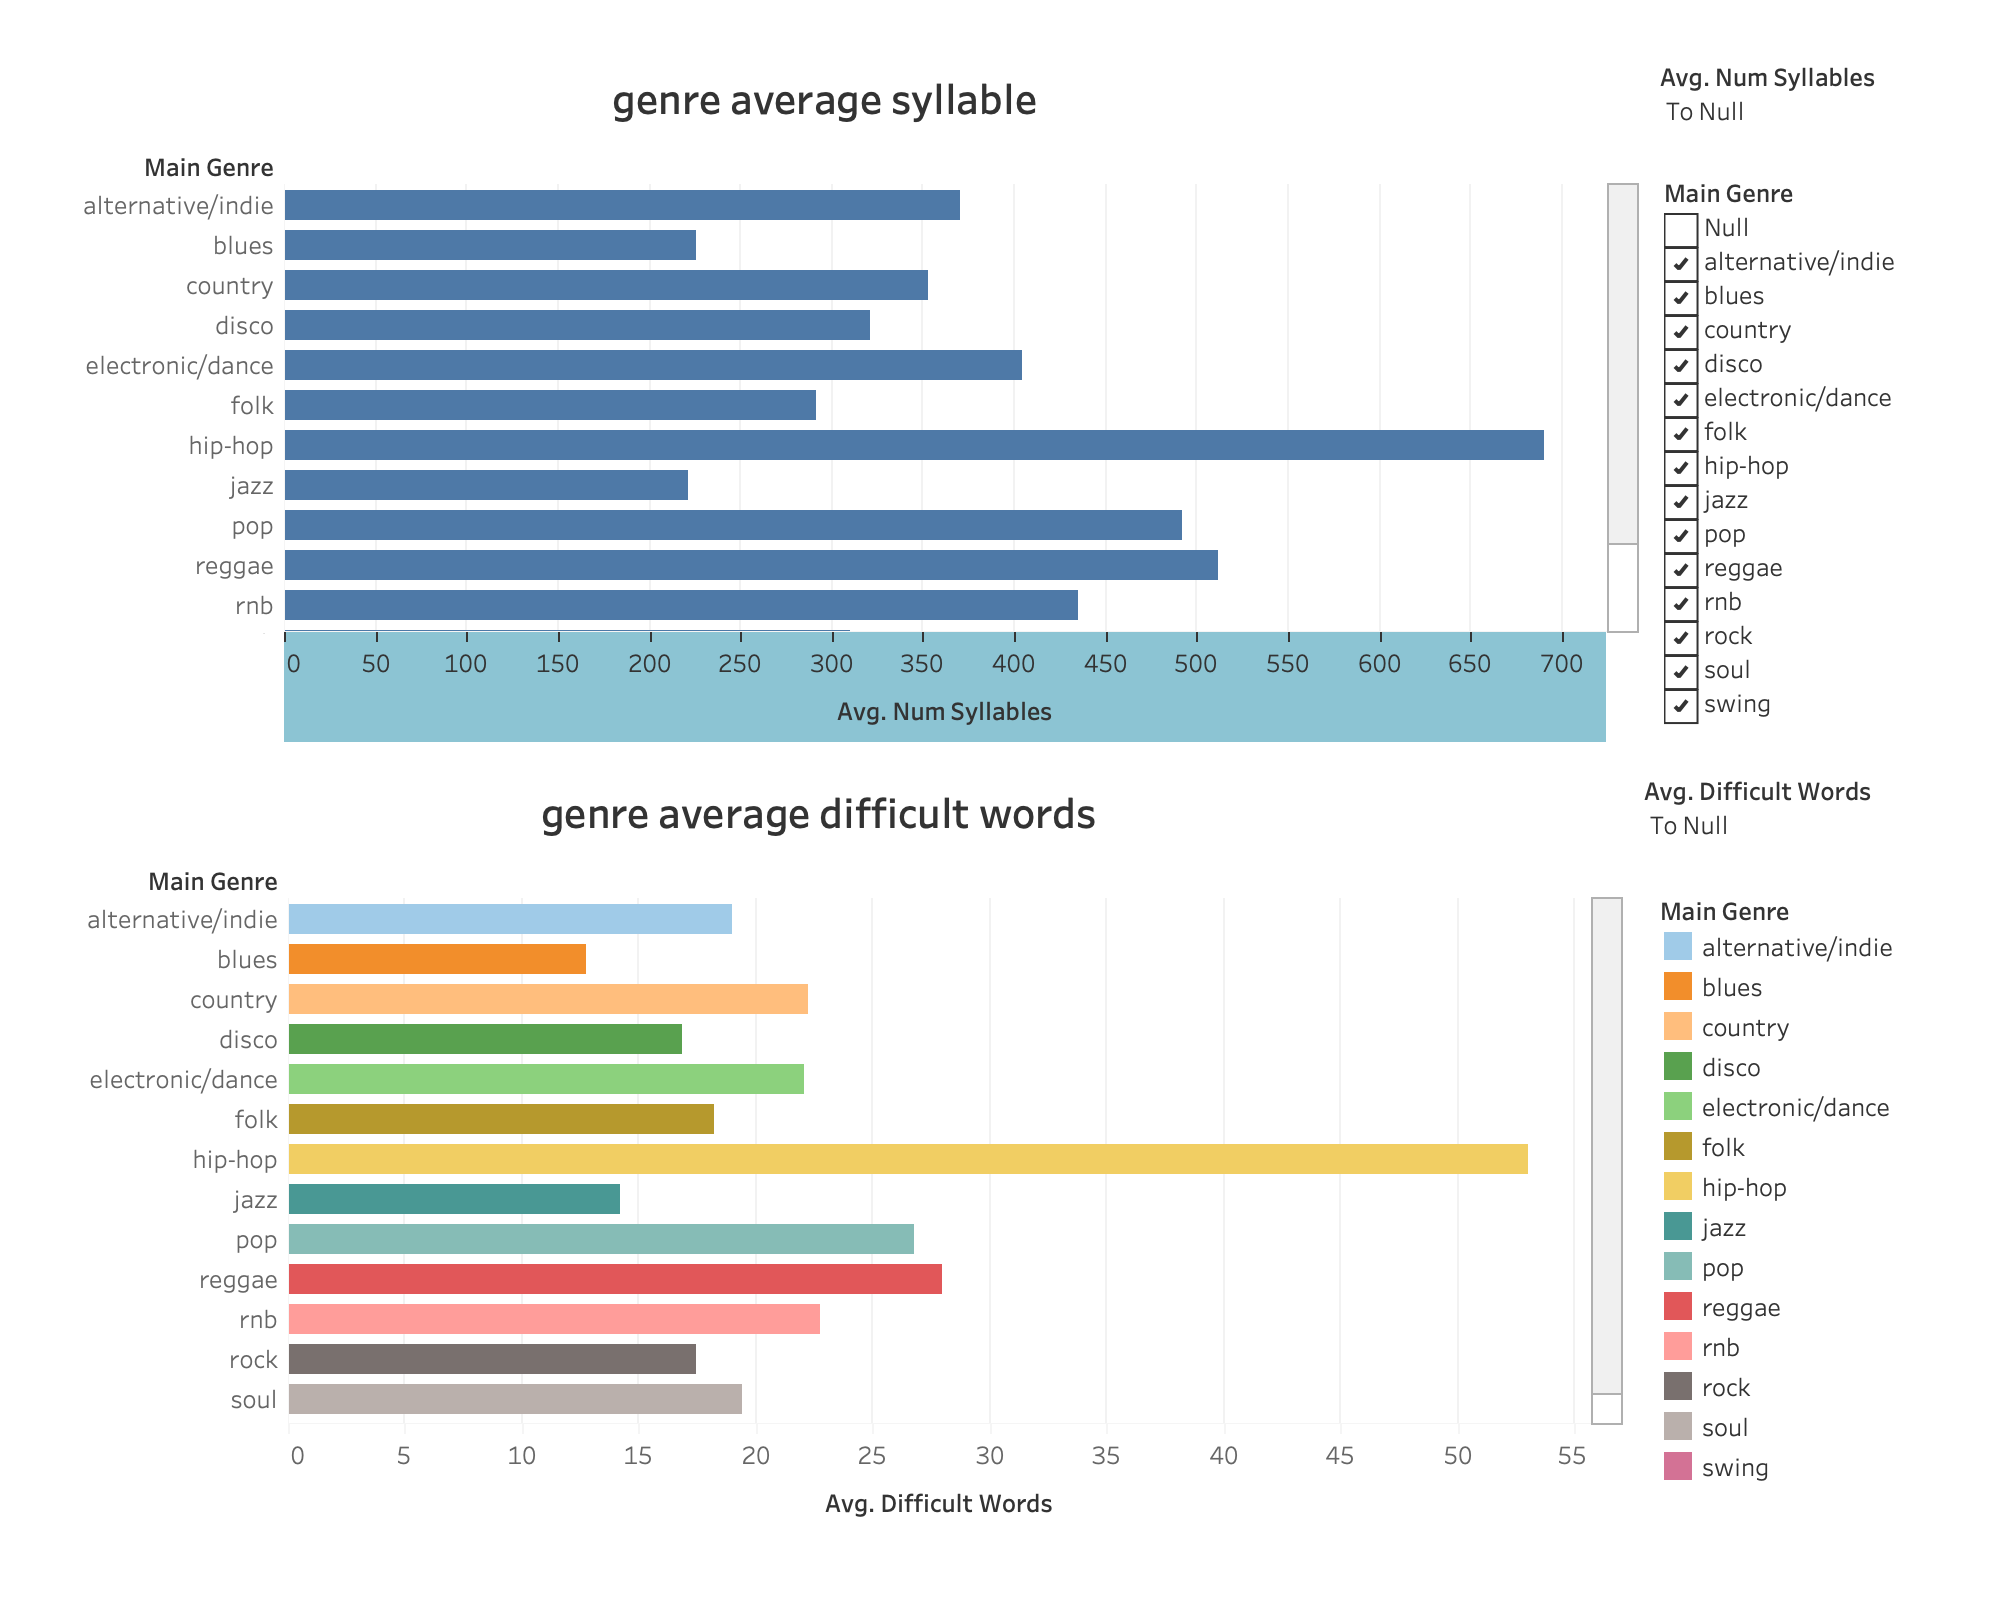 genre average syllable
Avg. Num Syllables
To Null
Main Genre
alternative/indie
blues
country
disco
electronic/dance
folk
hip-hop
jazz
pop
reggae
rnb
0 50 100 150 200 250 300 350 400 450 500 550 600 650 700
Avg. Num Syllables
Main Genre
Null
alternative/indie
blues
country
disco
electronic/dance
folk
hip-hop
jazz
pop
reggae
rnb
rock
soul
swing
genre average difficult words
Avg. Difficult Words
To Null
Main Genre
alternative/indie
blues
country
disco
electronic/dance
folk
hip-hop
jazz
pop
reggae
rnb
rock
soul
0 5 10 15 20 25 30 35 40 45 50 55
Avg. Difficult Words
Main Genre
alternative/indie
blues
country
disco
electronic/dance
folk
hip-hop
jazz
pop
reggae
rnb
rock
soul
swing